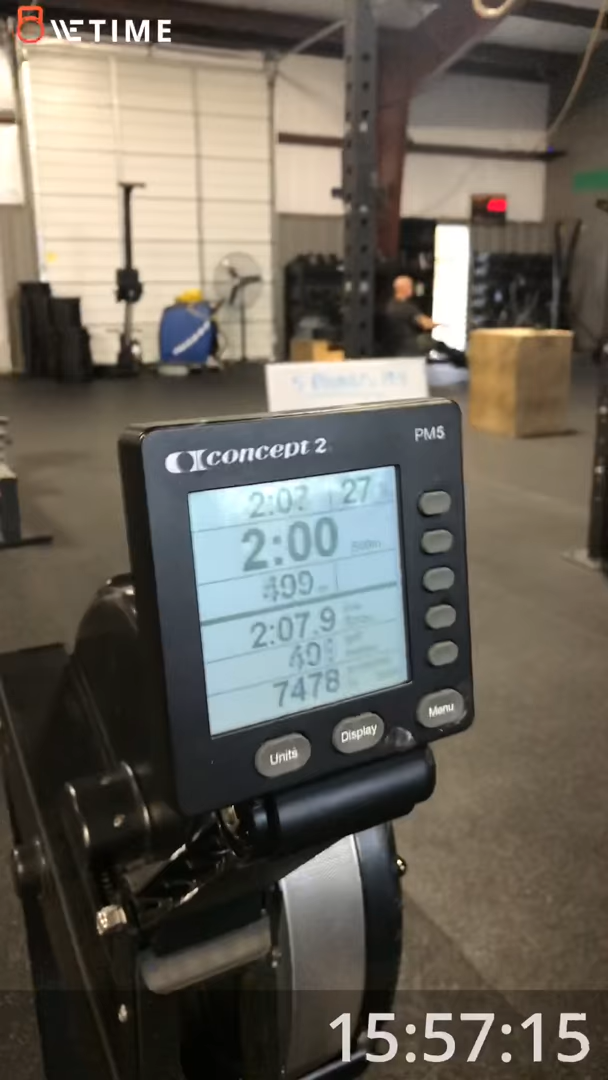 WETIME
concept 2
PM5
2:07 27
2:00
499
2:07.9
7478
Units
Display
Menu
15:57:15